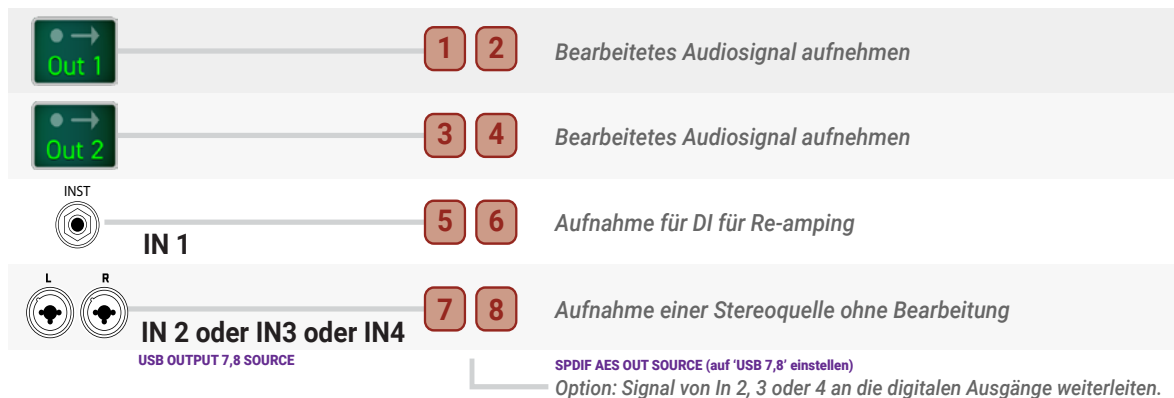 Out 1 1 2 Bearbeitetes Audiosignal aufnehmen
Out 2 3 4 Bearbeitetes Audiosignal aufnehmen
INST
5 6 Aufnahme für DI für Re-amping
IN 1
L R
7 8 Aufnahme einer Stereoquelle ohne Bearbeitung
IN 2 oder IN3 oder IN4
USB OUTPUT 7,8 SOURCE
SPDIF AES OUT SOURCE (auf ‘USB 7,8’ einstellen)
Option: Signal von In 2, 3 oder 4 an die digitalen Ausgänge weiterleiten.